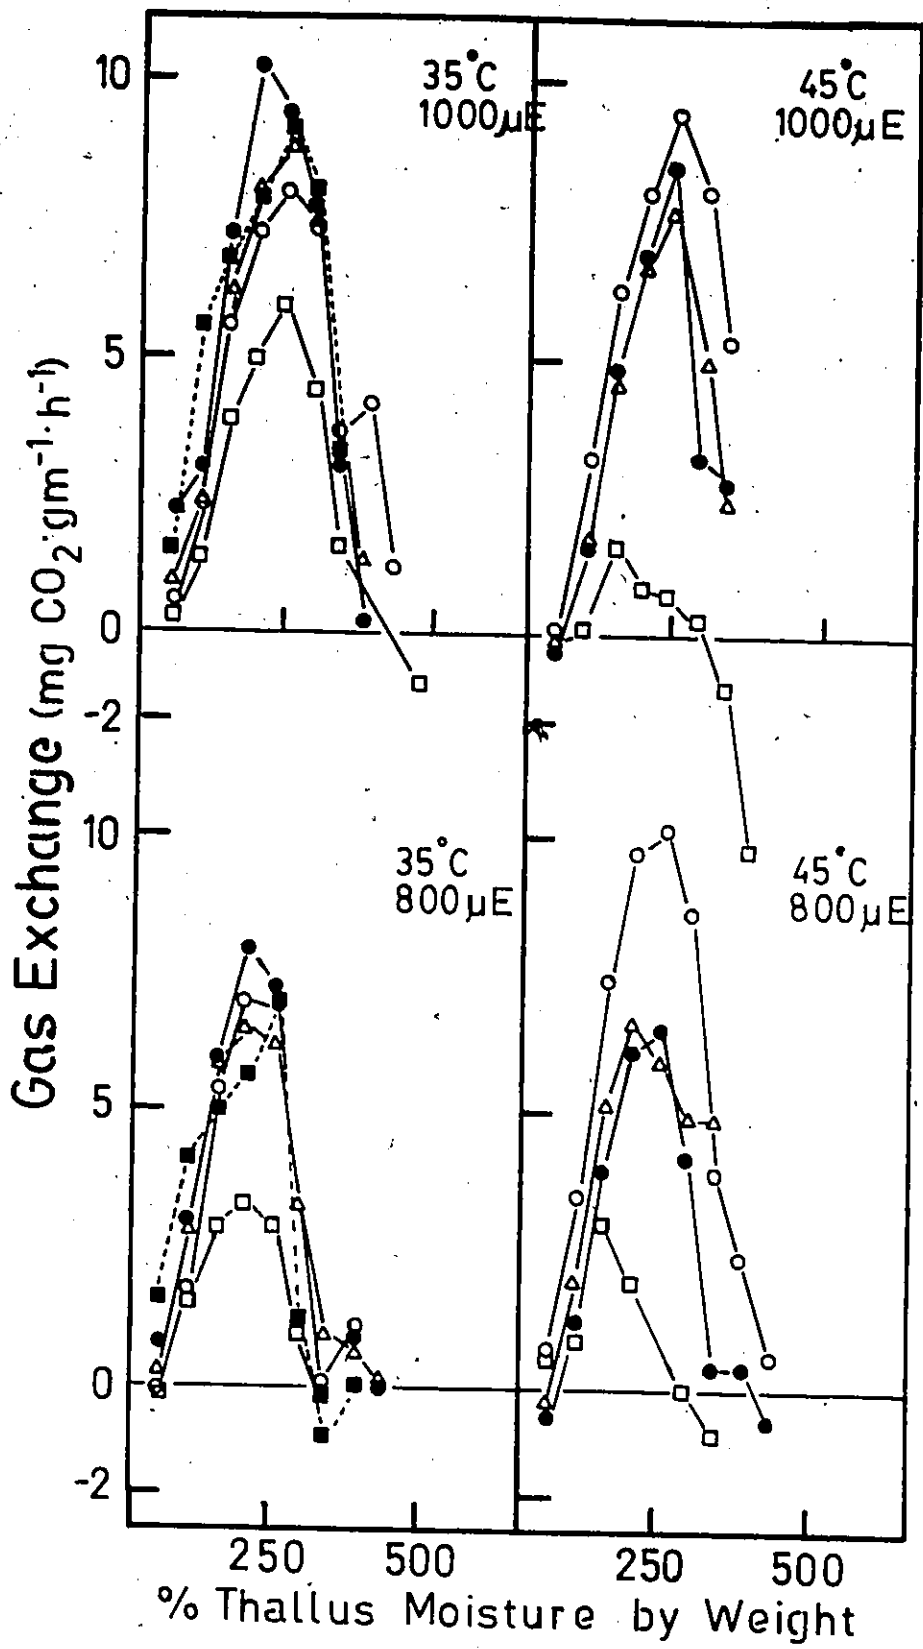 Gas Exchange (mg CO₂·gm⁻¹·h⁻¹)
10
5
0
-2
35°C
1000µE
45°C
1000µE
10
5
0
-2
35°C
800µE
45°C
800µE
250 500
250 500
% Thallus Moisture by Weight